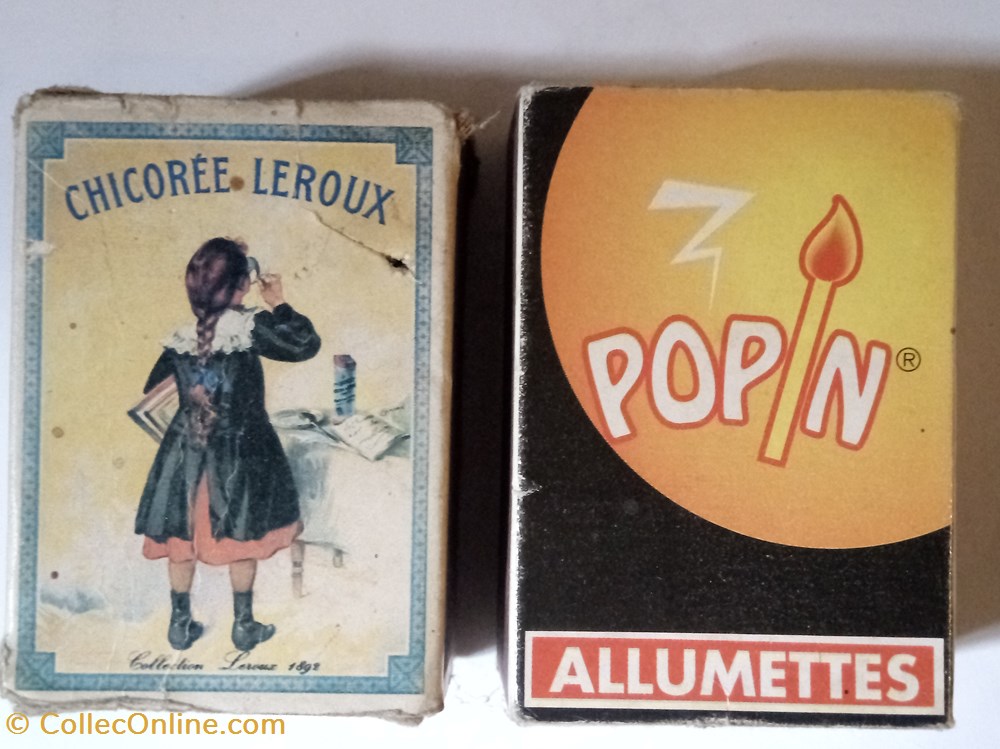 CHICORÉE LEROUX
Collection Leroux 1892
POPIN®
ALLUMETTES
© CollecOnline.com